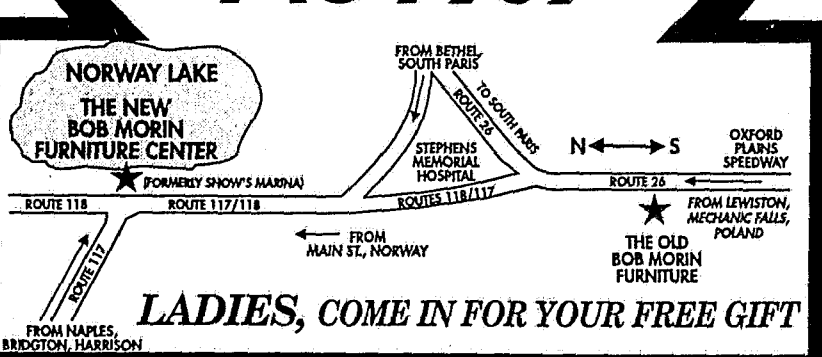 FROM BETHEL,
SOUTH PARIS
NORWAY LAKE
THE NEW
BOB MORIN
FURNITURE CENTER
(FORMERLY SNOW'S MARINA)
ROUTE 26
TO SOUTH PARIS
STEPHENS
MEMORIAL
HOSPITAL
N S
OXFORD
PLAINS
SPEEDWAY
ROUTE 26
ROUTE 118
ROUTE 117/118
ROUTES 118/117
FROM LEWISTON,
MECHANIC FALLS,
POLAND
FROM
MAIN ST., NORWAY
THE OLD
BOB MORIN
FURNITURE
ROUTE 117
FROM NAPLES,
BRIDGTON, HARRISON
LADIES, COME IN FOR YOUR FREE GIFT